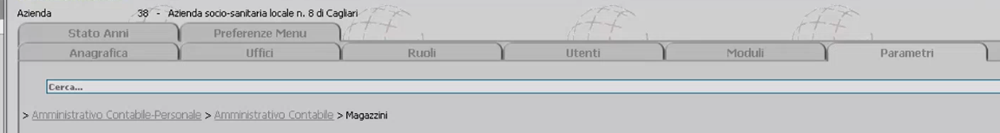 Azienda 38 - Azienda socio-sanitaria locale n. 8 di Cagliari
Stato Anni Preferenze Menu
Anagrafica Uffici Ruoli Utenti Moduli Parametri
Cerca...
> Amministrativo Contabile-Personale > Amministrativo Contabile > Magazzini